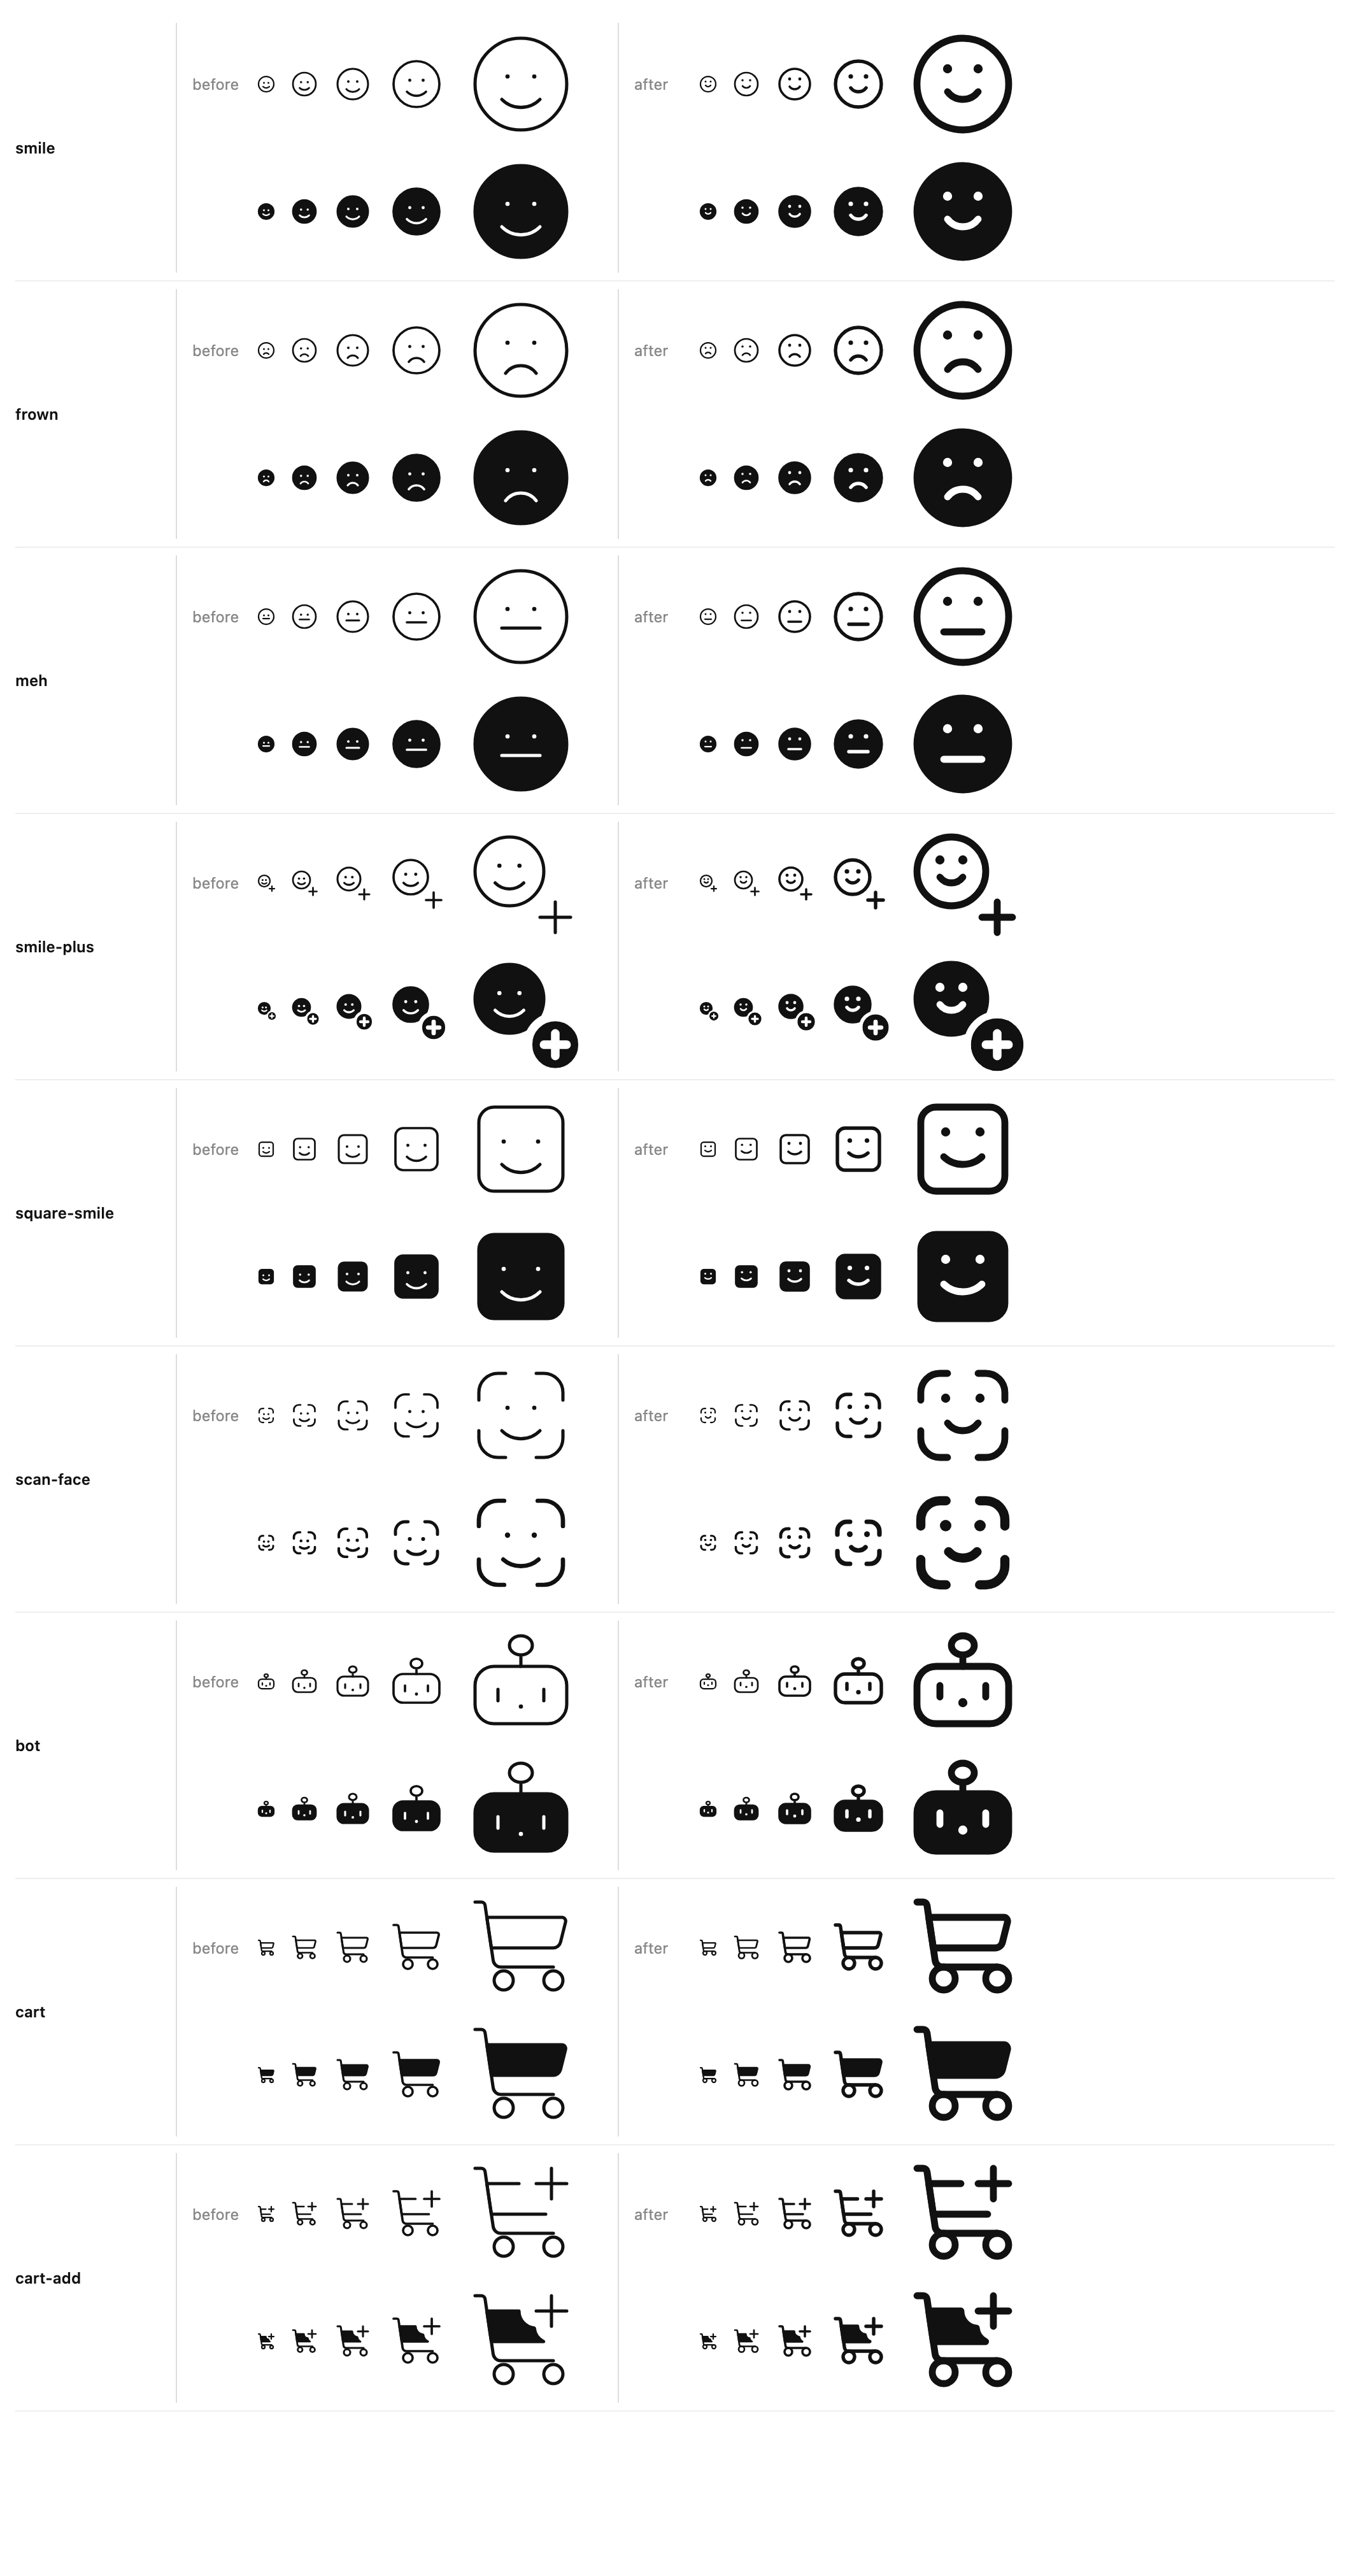 before
after
smile
before
after
frown
before
after
meh
before
after
smile-plus
before
after
square-smile
before
after
scan-face
before
after
bot
before
after
cart
before
after
cart-add